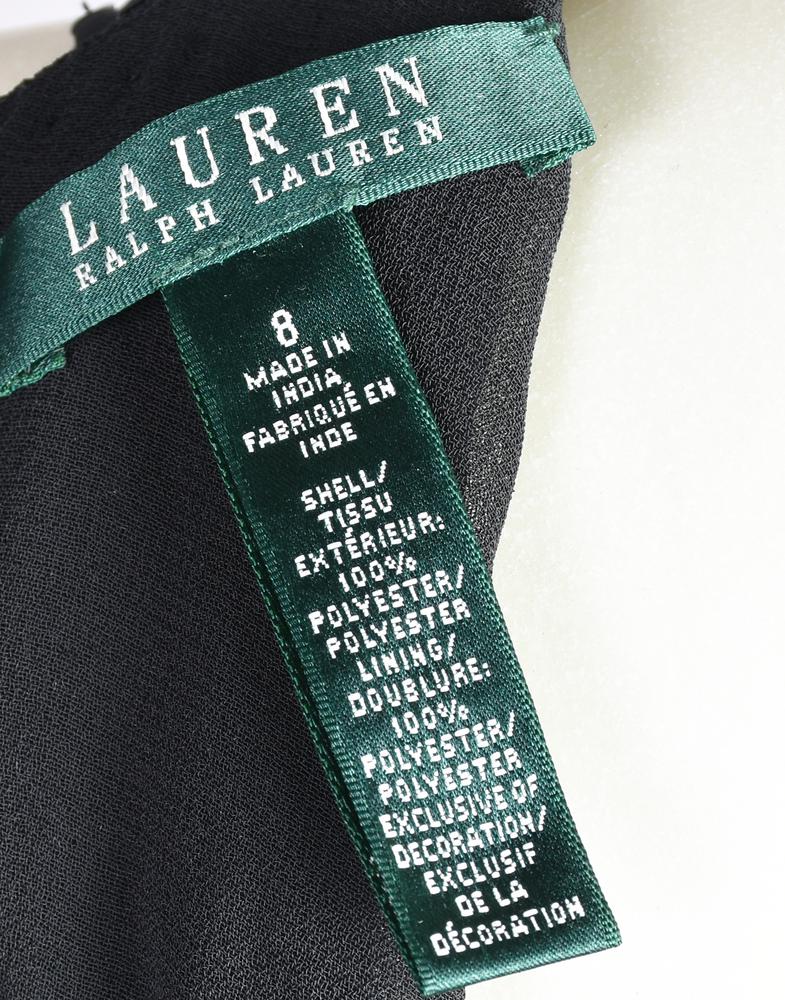 LAUREN
RALPH LAUREN
8
MADE IN
INDIA
FABRIQUÉ EN
INDE
SHELL/
TISSU
EXTÉRIEUR:
100%
POLYESTER/
POLYESTER
LINING/
DOUBLURE:
100%
POLYESTER/
POLYESTER
EXCLUSIVE OF
DECORATION/
EXCLUSIF
DE LA
DÉCORATION